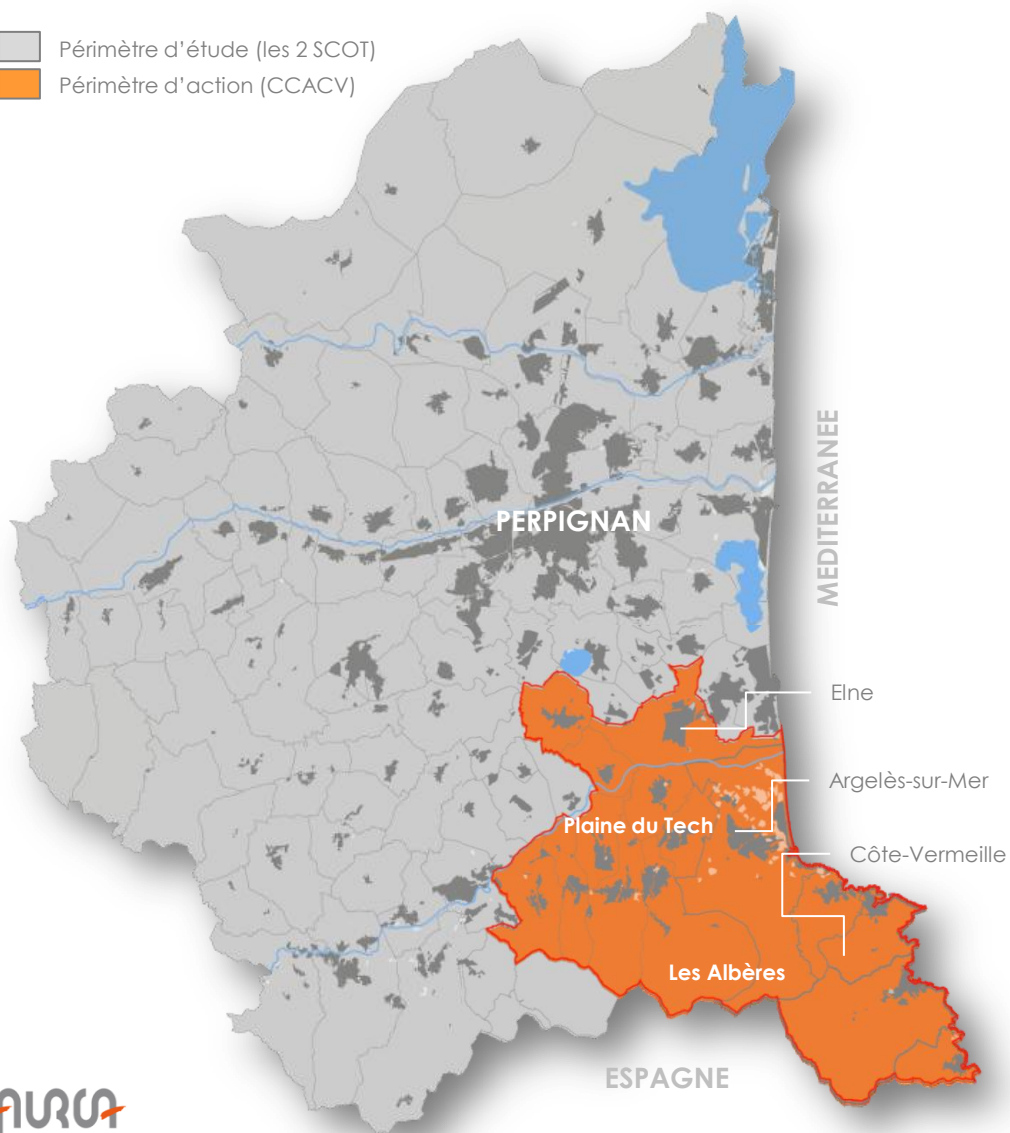 Périmètre d’étude (les 2 SCOT)
Périmètre d’action (CCACV)
MEDITERRANEE
PERPIGNAN
Elne
Argelès-sur-Mer
Plaine du Tech
Côte-Vermeille
Les Albères
ESPAGNE
AURCA